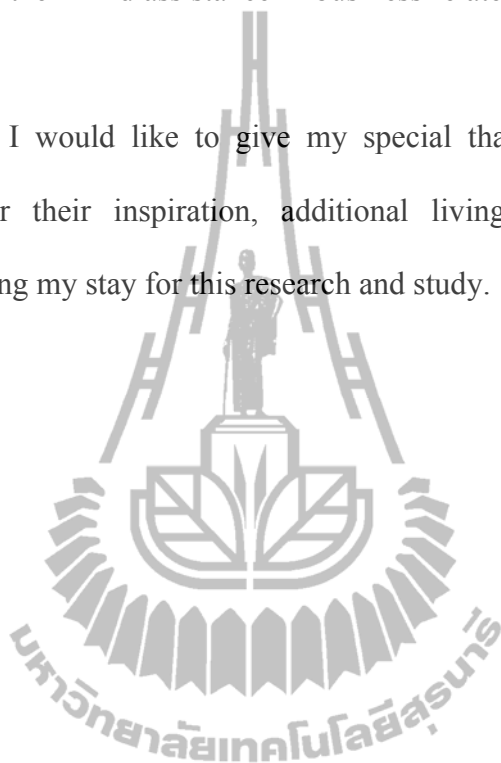 I would like to give my special tha
r their inspiration, additional living
ng my stay for this research and study.
มหาวิทยาลัยเทคโนโลยีสุรนารี